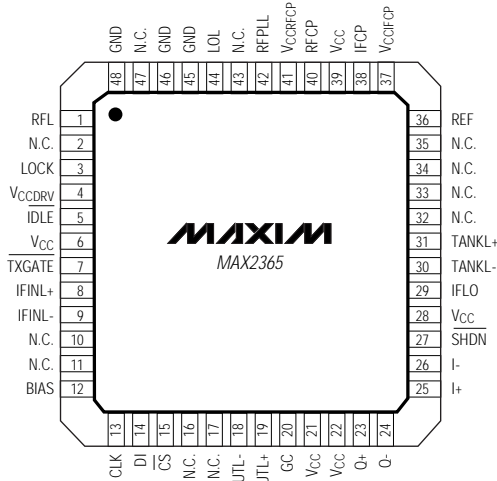 48 GND
47 N.C.
46 GND
45 GND
44 LOL
43 N.C.
42 RFPLL
41 VCCRFCP
40 RFCP
39 VCC
38 IFCP
37 VCCIFCP
RFL 1
N.C. 2
LOCK 3
VCCDRV 4
IDLE 5
VCC 6
TXGATE 7
IFINL+ 8
IFINL- 9
N.C. 10
N.C. 11
BIAS 12
MAXIM
MAX2365
36 REF
35 N.C.
34 N.C.
33 N.C.
32 N.C.
31 TANKL+
30 TANKL-
29 IFLO
28 VCC
27 SHDN
26 I-
25 I+
13 CLK
14 DI
15 CS
16 N.C.
17 N.C.
18 UTL-
19 UTL+
20 GC
21 VCC
22 VCC
23 Q+
24 Q-